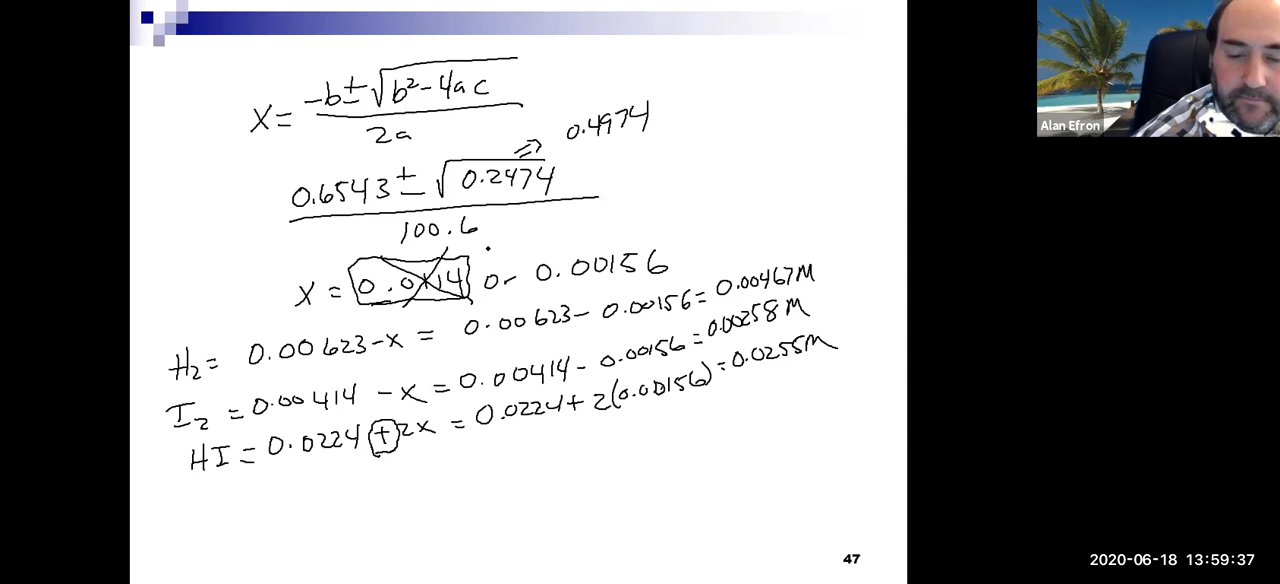 x = -b ± √b² - 4ac
2a
0.6543 ± √0.2474 ⇒ 0.4974
100.6
x = 0.0114 or 0.00156
H₂ = 0.00623 - x = 0.00623 - 0.00156 = 0.00467M
I₂ = 0.00414 - x = 0.00414 - 0.00156 = 0.00258M
HI = 0.0224 + 2x = 0.0224 + 2(0.00156) = 0.0255M
47
Alan Efron
2020-06-18 13:59:37